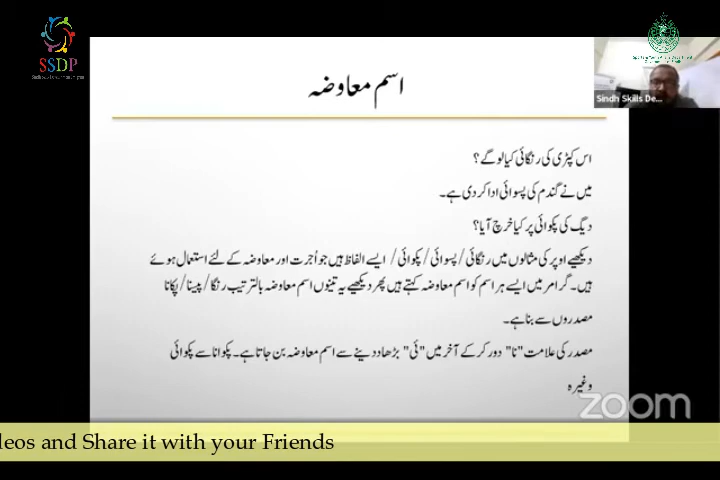 SSDP
اسم معاوضہ
Sindh Skills De...
اس کپڑی کی رنگائی کیا لو گے؟
میں نے گندم کی پسوائی ادا کر دی ہے۔
دیگ کی پکوائی پر کیا خرچ آیا؟
دیکھیے اوپر کی مثالوں میں رنگائی/پسوائی/پکوائی/ ایسے الفاظ ہیں جو اُجرت اور معاوضہ کے لئے استعمال ہوئے
ہیں۔ گرامر میں ایسے ہر اسم کو اسم معاوضہ کہتے ہیں پھر دیکھیے یہ تینوں اسم معاوضہ بالترتیب رنگا/پیسنا/پکانا
مصدروں سے بنا ہے۔
مصدر کی علامت "نا" دور کر کے آخر میں "ئی" بڑھا دینے سے اسم معاوضہ بن جاتا ہے۔ پکوانا سے پکوائی
وغیرہ
zoom
leos and Share it with your Friends